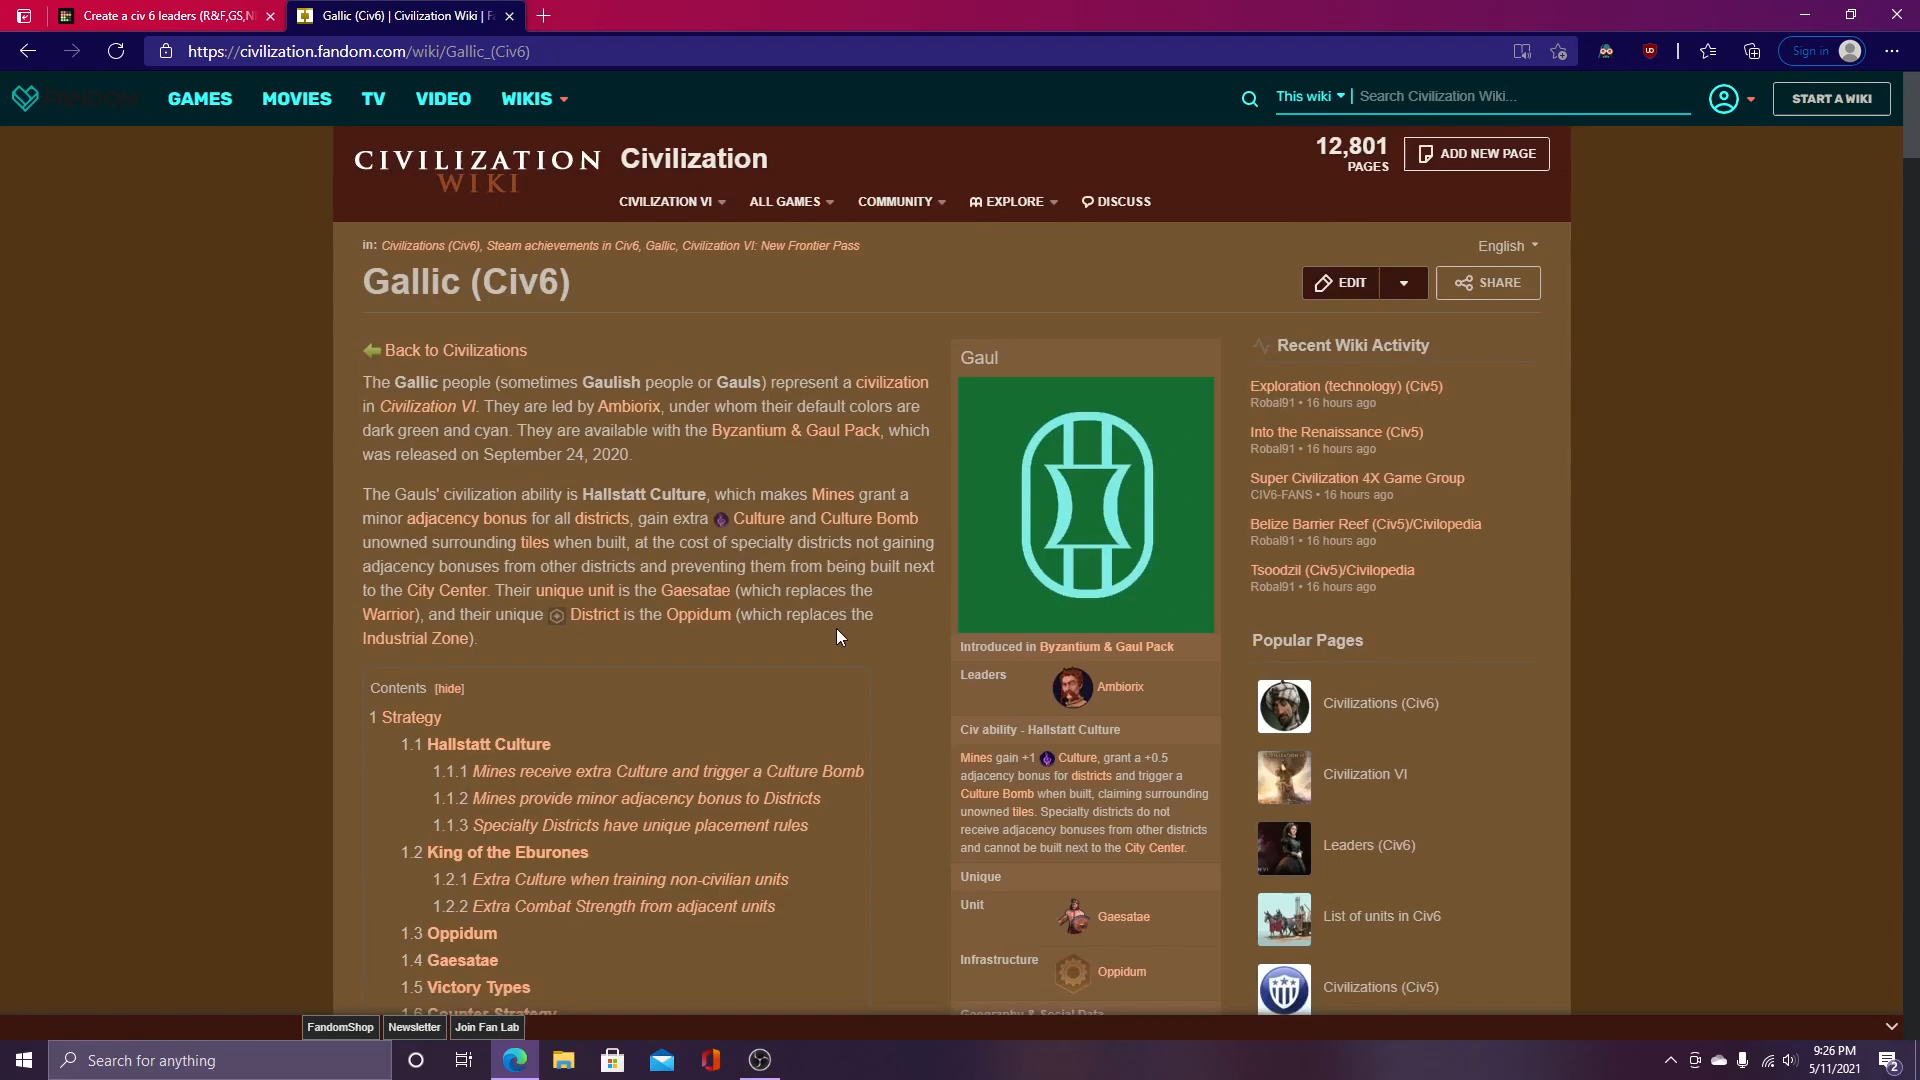 Create a civ 6 leaders (R&F,GS,N
Gallic (Civ6) | Civilization Wiki | Fa
https://civilization.fandom.com/wiki/Gallic_(Civ6)
Sign in
FANDOM
GAMES
MOVIES
TV
VIDEO
WIKIS
This wiki
Search Civilization Wiki...
START A WIKI
CIVILIZATION
WIKI
Civilization
12,801
PAGES
ADD NEW PAGE
CIVILIZATION VI
ALL GAMES
COMMUNITY
EXPLORE
DISCUSS
in: Civilizations (Civ6), Steam achievements in Civ6, Gallic, Civilization VI: New Frontier Pass
English
Gallic (Civ6)
EDIT
SHARE
Back to Civilizations
The Gallic people (sometimes Gaulish people or Gauls) represent a civilization
in Civilization VI. They are led by Ambiorix, under whom their default colors are
dark green and cyan. They are available with the Byzantium & Gaul Pack, which
was released on September 24, 2020.
The Gauls' civilization ability is Hallstatt Culture, which makes Mines grant a
minor adjacency bonus for all districts, gain extra Culture and Culture Bomb
unowned surrounding tiles when built, at the cost of specialty districts not gaining
adjacency bonuses from other districts and preventing them from being built next
to the City Center. Their unique unit is the Gaesatae (which replaces the
Warrior), and their unique District is the Oppidum (which replaces the
Industrial Zone).
Contents [hide]
1 Strategy
1.1 Hallstatt Culture
1.1.1 Mines receive extra Culture and trigger a Culture Bomb
1.1.2 Mines provide minor adjacency bonus to Districts
1.1.3 Specialty Districts have unique placement rules
1.2 King of the Eburones
1.2.1 Extra Culture when training non-civilian units
1.2.2 Extra Combat Strength from adjacent units
1.3 Oppidum
1.4 Gaesatae
1.5 Victory Types
1.6 Counter Strategy
Gaul
Introduced in Byzantium & Gaul Pack
Leaders
Ambiorix
Civ ability - Hallstatt Culture
Mines gain +1 Culture, grant a +0.5
adjacency bonus for districts and trigger a
Culture Bomb when built, claiming surrounding
unowned tiles. Specialty districts do not
receive adjacency bonuses from other districts
and cannot be built next to the City Center.
Unique
Unit
Gaesatae
Infrastructure
Oppidum
Geography & Social Data
Recent Wiki Activity
Exploration (technology) (Civ5)
Robal91 • 16 hours ago
Into the Renaissance (Civ5)
Robal91 • 16 hours ago
Super Civilization 4X Game Group
CIV6-FANS • 16 hours ago
Belize Barrier Reef (Civ5)/Civilopedia
Robal91 • 16 hours ago
Tsoodzil (Civ5)/Civilopedia
Robal91 • 16 hours ago
Popular Pages
Civilizations (Civ6)
Civilization VI
Leaders (Civ6)
List of units in Civ6
Civilizations (Civ5)
FandomShop
Newsletter
Join Fan Lab
Search for anything
9:26 PM
5/11/2021
2